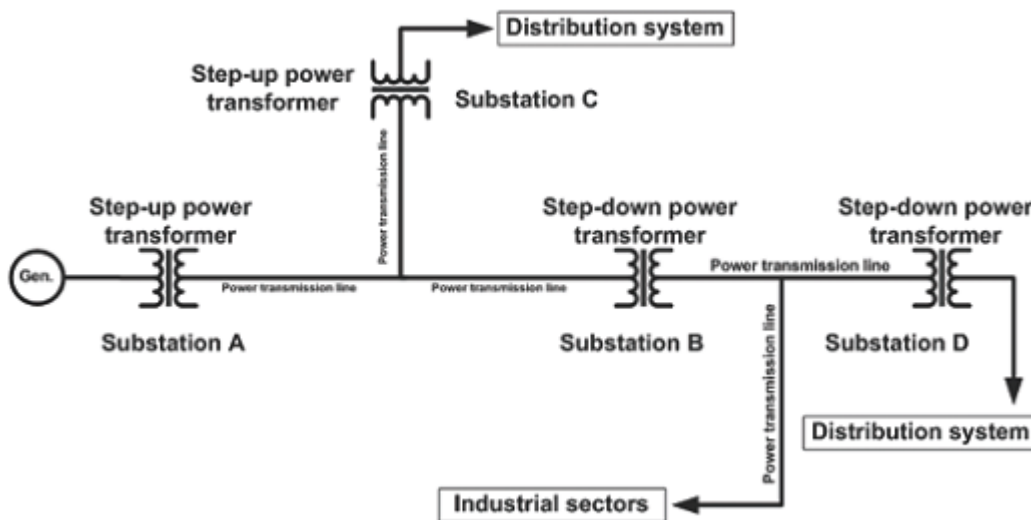 Distribution system
Step-up power
transformer
Substation C
Power transmission line
Step-up power
transformer
Step-down power
transformer
Step-down power
transformer
Gen.
Power transmission line
Power transmission line
Power transmission line
Substation A
Substation B
Substation D
Power transmission line
Distribution system
Industrial sectors